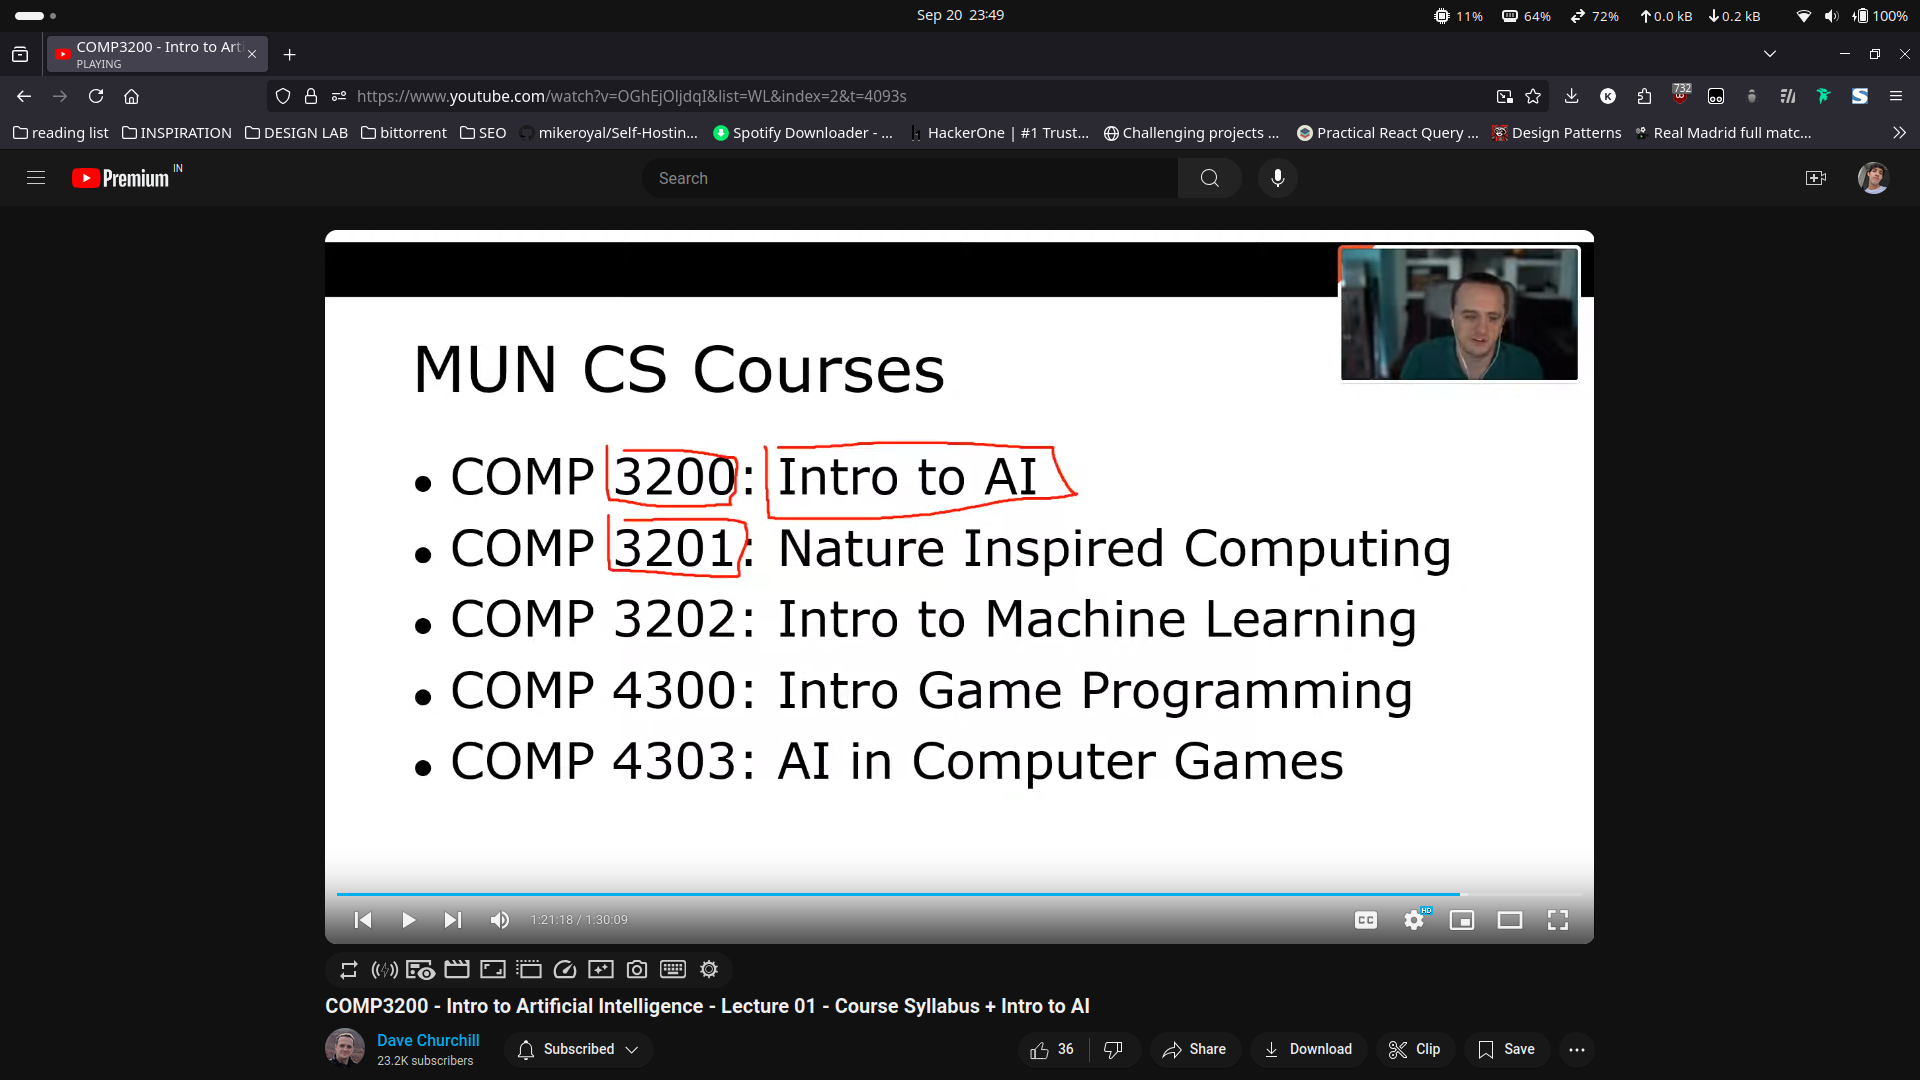 Sep 20 23:49
11% 64% 72% 0.0 kB 0.2 kB 100%
COMP3200 - Intro to Arti
PLAYING
https://www.youtube.com/watch?v=OGhEjOljdqI&list=WL&index=2&t=4093s
732
reading list INSPIRATION DESIGN LAB bittorrent SEO mikeroyal/Self-Hostin... Spotify Downloader - ... HackerOne | #1 Trust... Challenging projects ... Practical React Query ... Design Patterns Real Madrid full matc...
Premium IN
Search
MUN CS Courses
• COMP 3200: Intro to AI
• COMP 3201: Nature Inspired Computing
• COMP 3202: Intro to Machine Learning
• COMP 4300: Intro Game Programming
• COMP 4303: AI in Computer Games
1:21:18 / 1:30:09
CC HD
COMP3200 - Intro to Artificial Intelligence - Lecture 01 - Course Syllabus + Intro to AI
Dave Churchill
23.2K subscribers
Subscribed
36 Share Download Clip Save